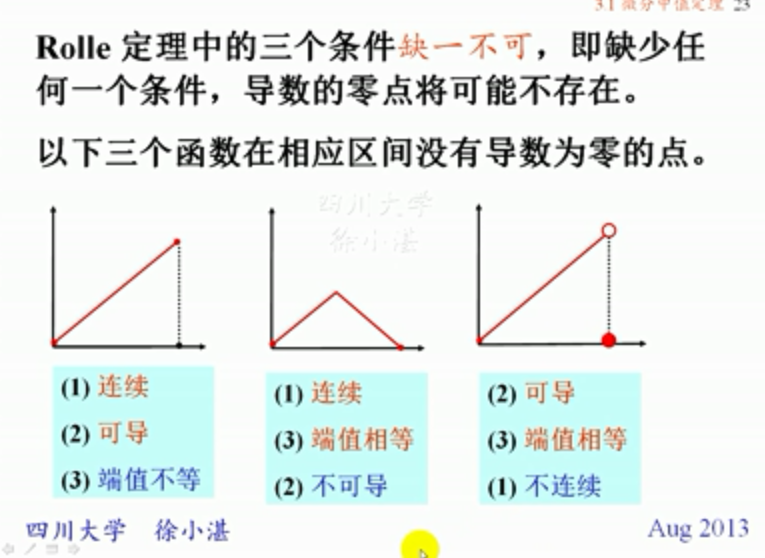 3.1 微分中值定理 23
Rolle 定理中的三个条件缺一不可，即缺少任
何一个条件，导数的零点将可能不存在。
以下三个函数在相应区间没有导数为零的点。
四川大学
徐小湛
(1) 连续
(2) 可导
(3) 端值不等
(1) 连续
(3) 端值相等
(2) 不可导
(2) 可导
(3) 端值相等
(1) 不连续
四川大学 徐小湛
Aug 2013